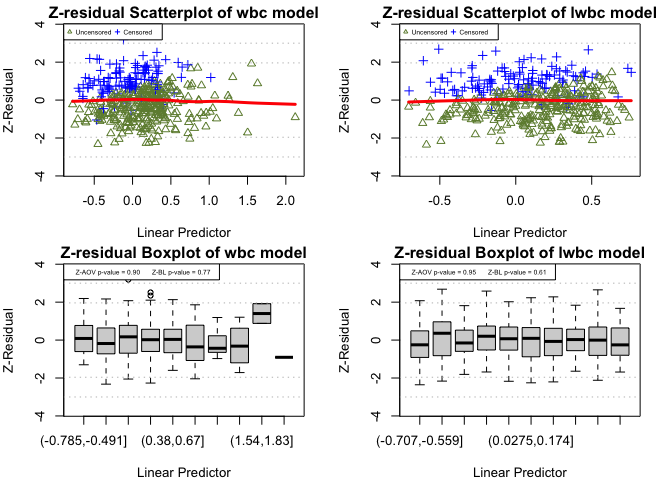 Z-residual Scatterplot of wbc model
Uncensored Censored
Z-Residual
4
2
0
-2
-4
-0.5 0.0 0.5 1.0 1.5 2.0
Linear Predictor
Z-residual Scatterplot of lwbc model
Uncensored Censored
Z-Residual
4
2
0
-2
-4
-0.5 0.0 0.5
Linear Predictor
Z-residual Boxplot of wbc model
Z-AOV p-value = 0.90 Z-BL p-value = 0.77
Z-Residual
4
2
0
-2
-4
(-0.785,-0.491] (0.38,0.67] (1.54,1.83]
Linear Predictor
Z-residual Boxplot of lwbc model
Z-AOV p-value = 0.95 Z-BL p-value = 0.61
Z-Residual
4
2
0
-2
-4
(-0.707,-0.559] (0.0275,0.174]
Linear Predictor